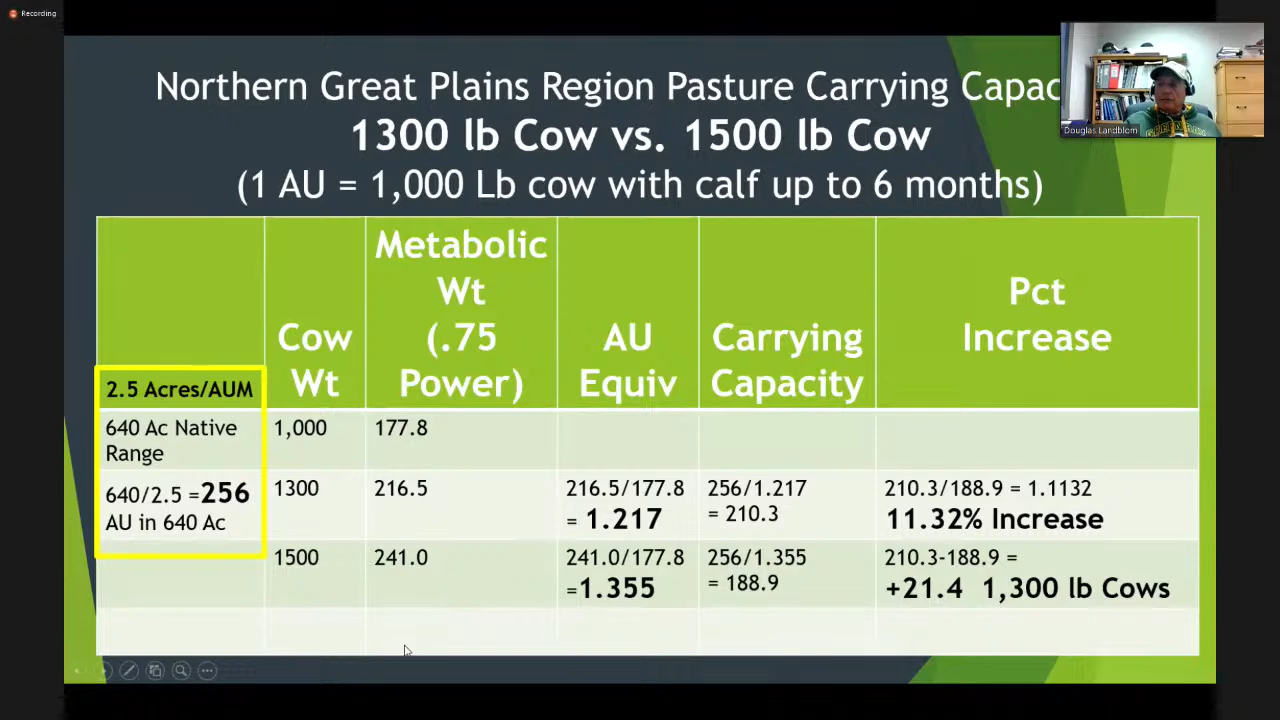 Recording
Northern Great Plains Region Pasture Carrying
1300 lb Cow vs. 1500 lb Cow
(1 AU = 1,000 Lb cow with calf up to 6 months)
Douglas Landblom
2.5 Acres/AUM
Cow
Wt
Metabolic
Wt
(.75
Power)
AU
Equiv
Carrying
Capacity
Pct
Increase
640 Ac Native
Range
1,000
177.8
640/2.5 =256
AU in 640 Ac
1300
216.5
216.5/177.8
= 1.217
256/1.217
= 210.3
210.3/188.9 = 1.1132
11.32% Increase
1500
241.0
241.0/177.8
=1.355
256/1.355
= 188.9
210.3-188.9 =
+21.4 1,300 lb Cows